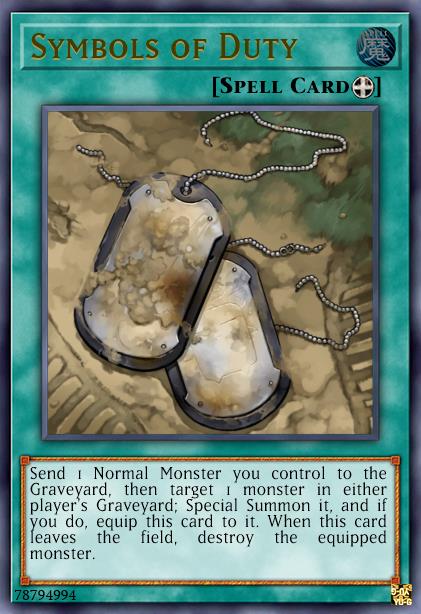 Symbols of Duty
[Spell Card]
Send 1 Normal Monster you control to the
Graveyard, then target 1 monster in either
player's Graveyard; Special Summon it, and if
you do, equip this card to it. When this card
leaves the field, destroy the equipped
monster.
78794994